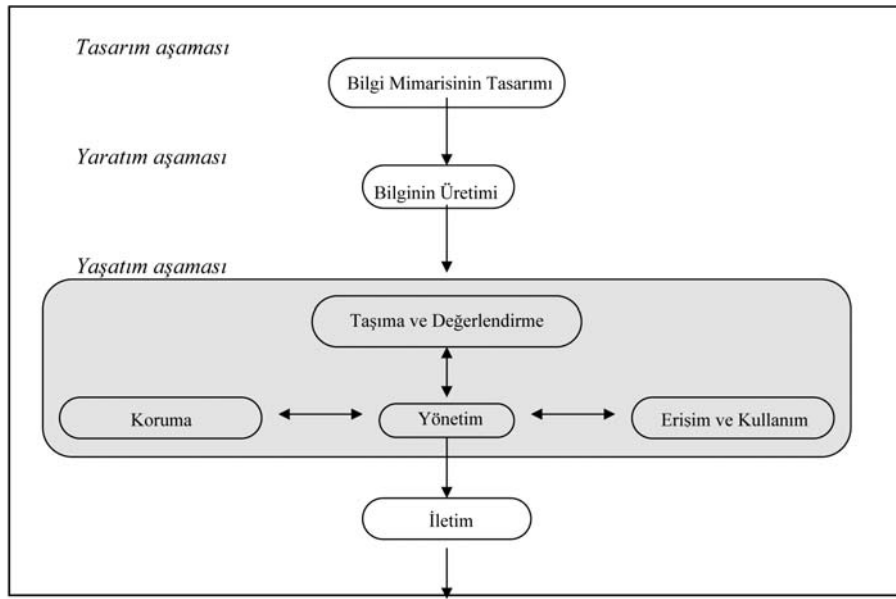 Tasarım aşaması
Bilgi Mimarisinin Tasarımı
Yaratım aşaması
Bilginin Üretimi
Yaşatım aşaması
Taşıma ve Değerlendirme
Koruma
Yönetim
Erişim ve Kullanım
İletim